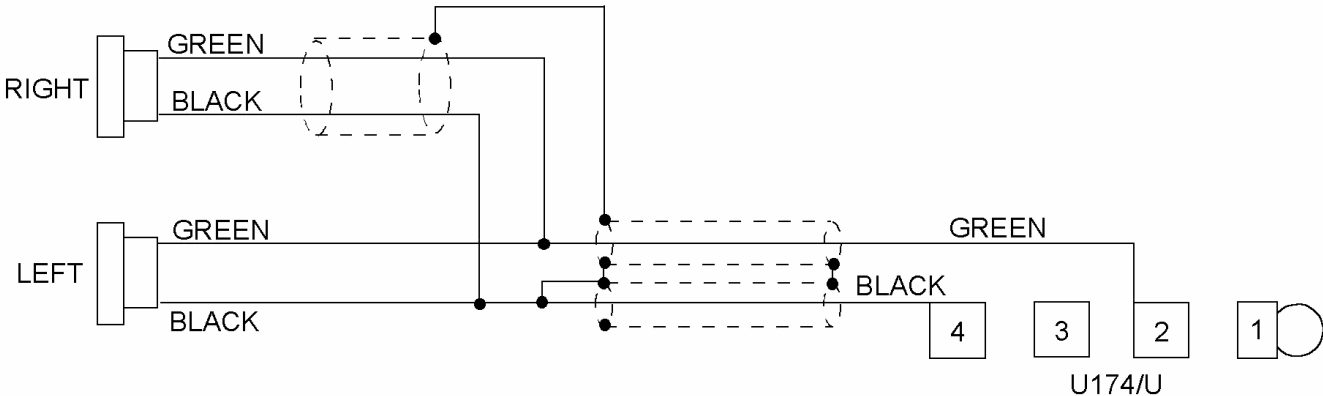 GREEN
RIGHT
BLACK
GREEN
GREEN
LEFT
BLACK
BLACK
4 3 2 1
U174/U